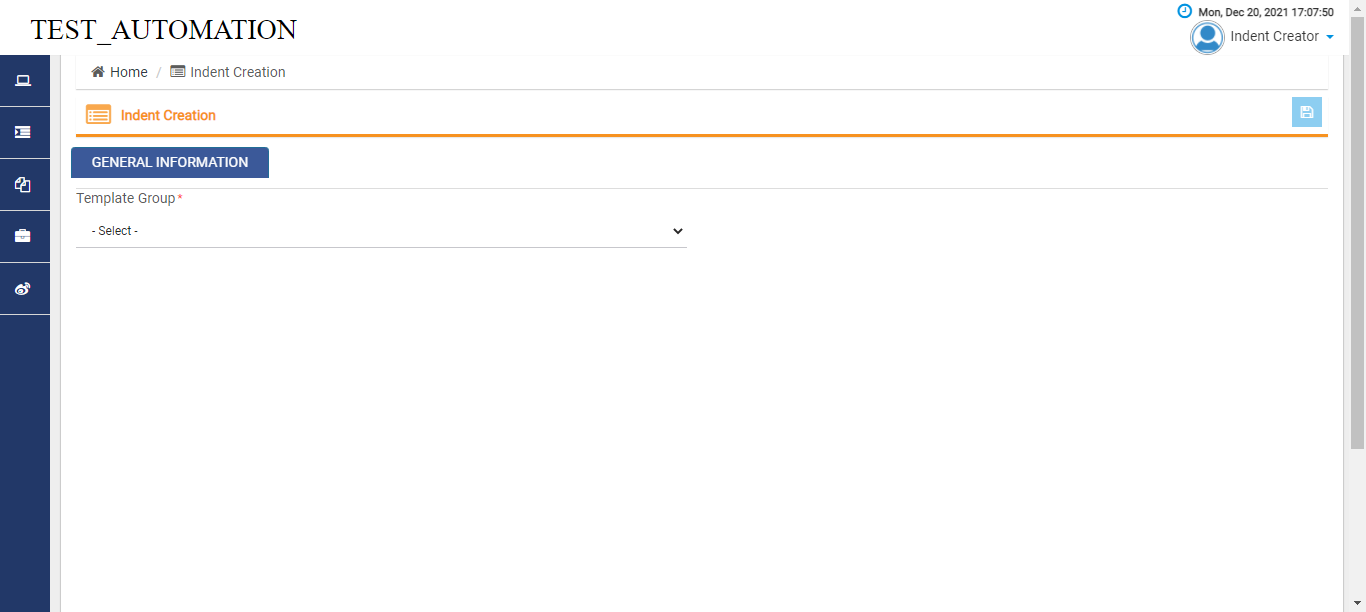 Mon, Dec 20, 2021 17:07:50
TEST_AUTOMATION
Indent Creator
Home / Indent Creation
Indent Creation
GENERAL INFORMATION
Template Group*
- Select -